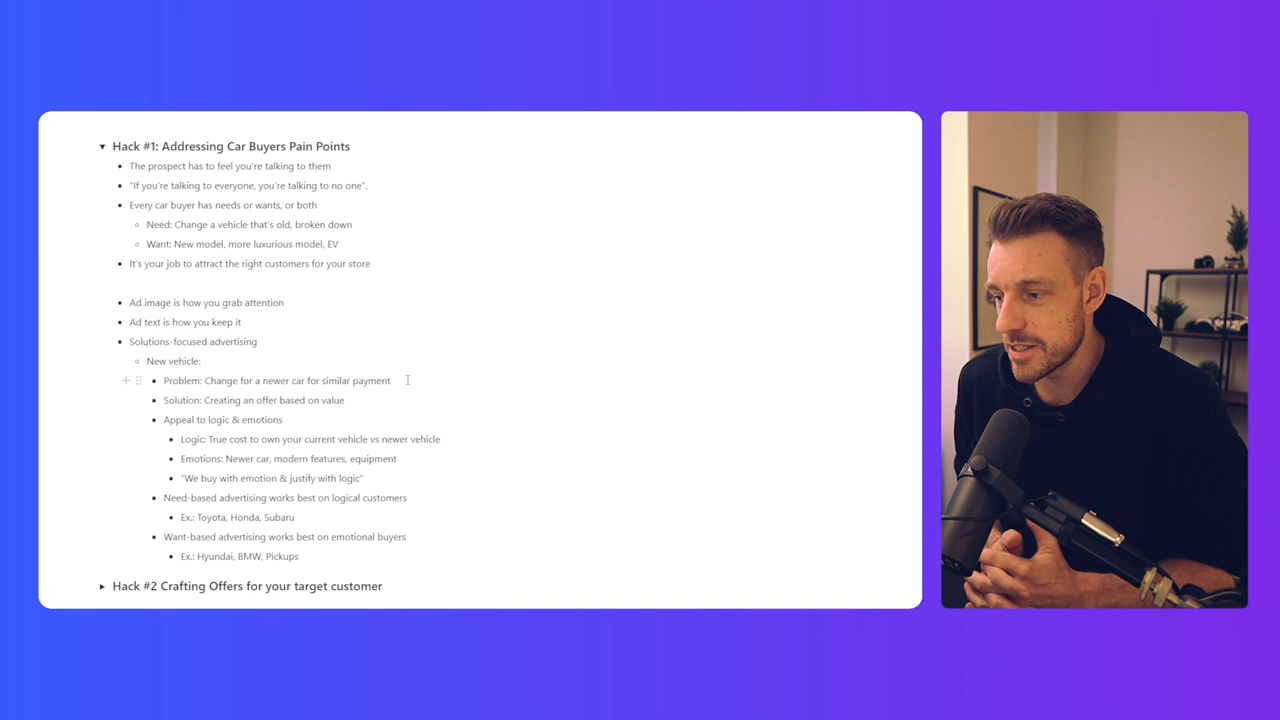 Hack #1: Addressing Car Buyers Pain Points
The prospect has to feel you're talking to them
"If you're talking to everyone, you're talking to no one".
Every car buyer has needs or wants, or both
Need: Change a vehicle that's old, broken down
Want: New model, more luxurious model, EV
It's your job to attract the right customers for your store
Ad image is how you grab attention
Ad text is how you keep it
Solutions-focused advertising
New vehicle:
Problem: Change for a newer car for similar payment
Solution: Creating an offer based on value
Appeal to logic & emotions
Logic: True cost to own your current vehicle vs newer vehicle
Emotions: Newer car, modern features, equipment
"We buy with emotion & justify with logic"
Need-based advertising works best on logical customers
Ex.: Toyota, Honda, Subaru
Want-based advertising works best on emotional buyers
Ex.: Hyundai, BMW, Pickups
Hack #2 Crafting Offers for your target customer